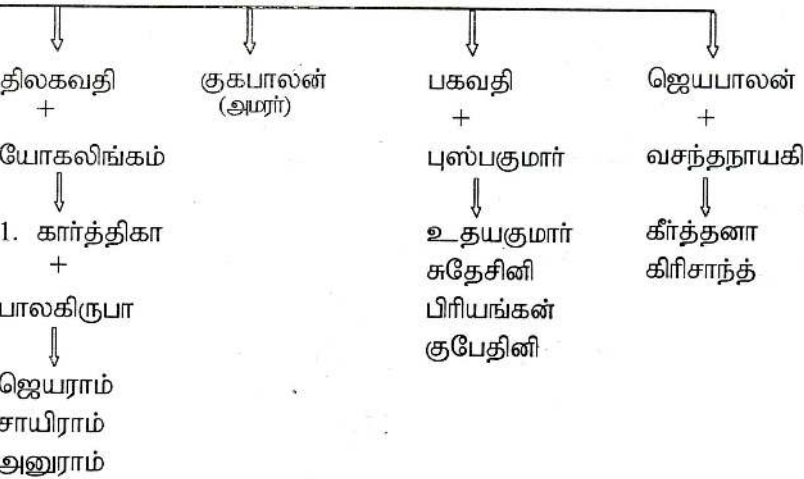 திலகவதி
+
யோகலிங்கம்
1. கார்த்திகா
+
பாலகிருபா
ஜெயராம்
சாயிராம்
அனுராம்
குகபாலன்
(அமரர்)
பகவதி
+
புஸ்பகுமார்
உதயகுமார்
சுதேசினி
பிரியங்கன்
குபேதினி
ஜெயபாலன்
+
வசந்தநாயகி
கீர்த்தனா
கிரிசாந்த்